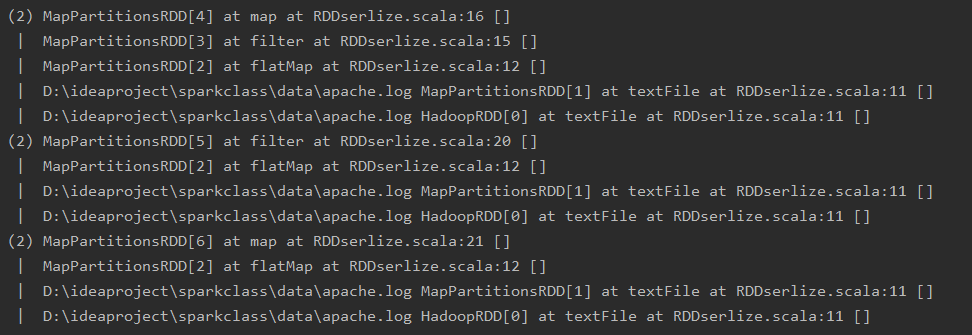 (2) MapPartitionsRDD[4] at map at RDDserlize.scala:16 []
 |  MapPartitionsRDD[3] at filter at RDDserlize.scala:15 []
 |  MapPartitionsRDD[2] at flatMap at RDDserlize.scala:12 []
 |  D:\ideaproject\sparkclass\data\apache.log MapPartitionsRDD[1] at textFile at RDDserlize.scala:11 []
 |  D:\ideaproject\sparkclass\data\apache.log HadoopRDD[0] at textFile at RDDserlize.scala:11 []
(2) MapPartitionsRDD[5] at filter at RDDserlize.scala:20 []
 |  MapPartitionsRDD[2] at flatMap at RDDserlize.scala:12 []
 |  D:\ideaproject\sparkclass\data\apache.log MapPartitionsRDD[1] at textFile at RDDserlize.scala:11 []
 |  D:\ideaproject\sparkclass\data\apache.log HadoopRDD[0] at textFile at RDDserlize.scala:11 []
(2) MapPartitionsRDD[6] at map at RDDserlize.scala:21 []
 |  MapPartitionsRDD[2] at flatMap at RDDserlize.scala:12 []
 |  D:\ideaproject\sparkclass\data\apache.log MapPartitionsRDD[1] at textFile at RDDserlize.scala:11 []
 |  D:\ideaproject\sparkclass\data\apache.log HadoopRDD[0] at textFile at RDDserlize.scala:11 []